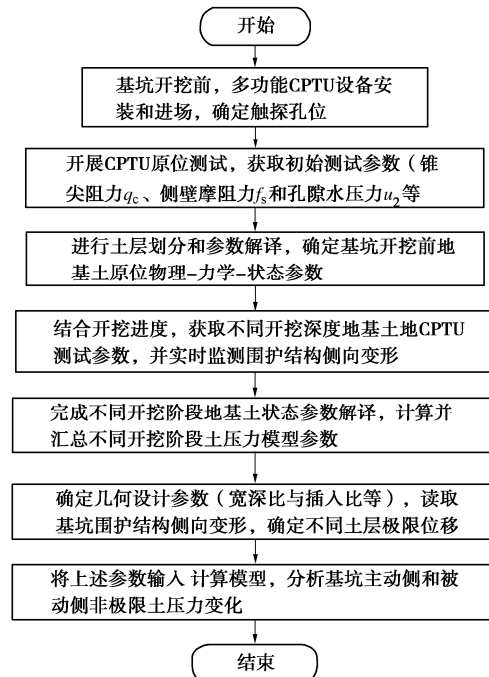 开始
基坑开挖前，多功能CPTU设备安
装和进场，确定触探孔位
开展CPTU原位测试，获取初始测试参数（锥
尖阻力qc、侧壁摩阻力fs和孔隙水压力u2等
进行土层划分和参数解译，确定基坑开挖前地
基土原位物理-力学-状态参数
结合开挖进度，获取不同开挖深度地基土地CPTU
测试参数，并实时监测围护结构侧向变形
完成不同开挖阶段地基土状态参数解译，计算并
汇总不同开挖阶段土压力模型参数
确定几何设计参数（宽深比与插入比等），读取
基坑围护结构侧向变形，确定不同土层极限位移
将上述参数输入 计算模型，分析基坑主动侧和被
动侧非极限土压力变化
结束